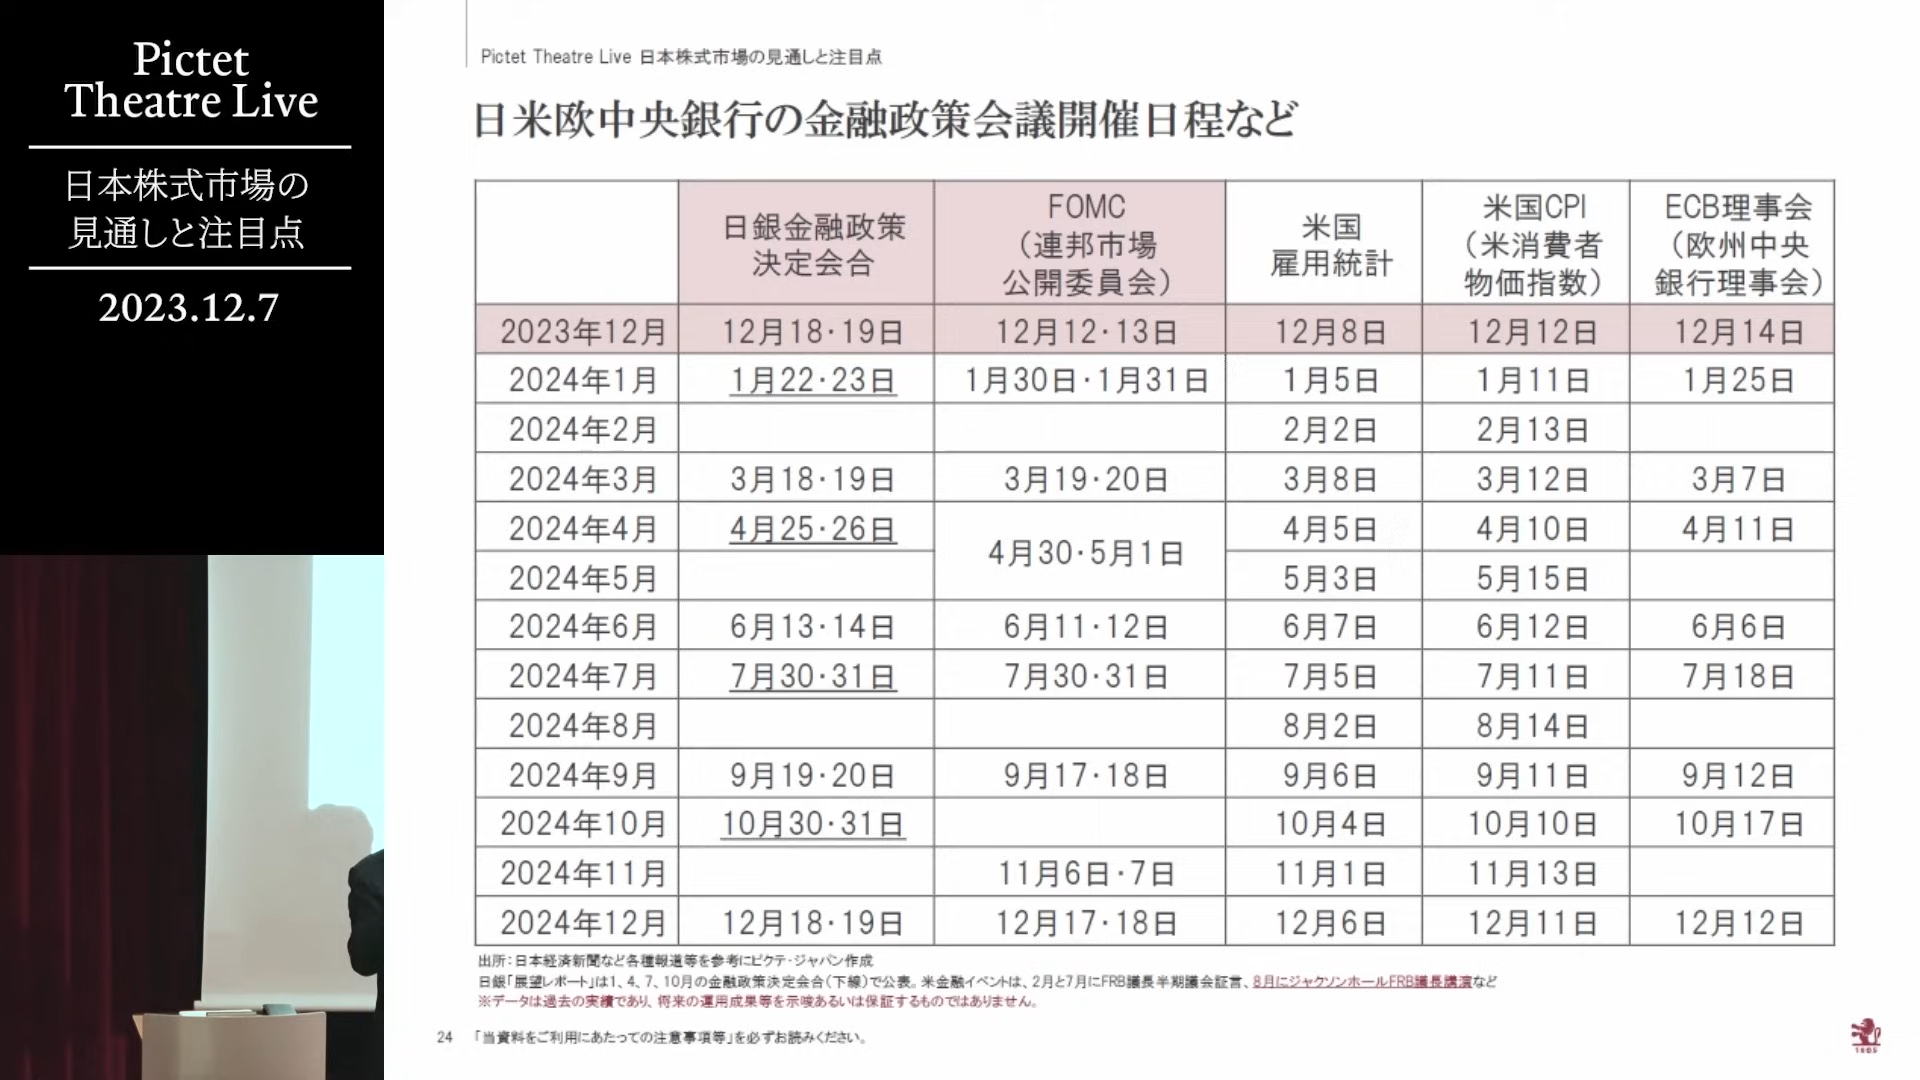 Pictet
Theatre Live
日本株式市場の
見通しと注目点
2023.12.7
Pictet Theatre Live 日本株式市場の見通しと注目点
日米欧中央銀行の金融政策会議開催日程など
日銀金融政策
決定会合
FOMC
（連邦市場
公開委員会）
米国
雇用統計
米国CPI
（米消費者
物価指数）
ECB理事会
（欧州中央
銀行理事会）
2023年12月 12月18・19日 12月12・13日 12月8日 12月12日 12月14日
2024年1月 1月22・23日 1月30日・1月31日 1月5日 1月11日 1月25日
2024年2月 2月2日 2月13日
2024年3月 3月18・19日 3月19・20日 3月8日 3月12日 3月7日
2024年4月 4月25・26日 4月30・5月1日 4月5日 4月10日 4月11日
2024年5月 5月3日 5月15日
2024年6月 6月13・14日 6月11・12日 6月7日 6月12日 6月6日
2024年7月 7月30・31日 7月30・31日 7月5日 7月11日 7月18日
2024年8月 8月2日 8月14日
2024年9月 9月19・20日 9月17・18日 9月6日 9月11日 9月12日
2024年10月 10月30・31日 10月4日 10月10日 10月17日
2024年11月 11月6日・7日 11月1日 11月13日
2024年12月 12月18・19日 12月17・18日 12月6日 12月11日 12月12日
出所：日本経済新聞など各種報道等を参考にピクテ・ジャパン作成
日銀「展望レポート」は1、4、7、10月の金融政策決定会合（下線）で公表。米金融イベントは、2月と7月にFRB議長半期議会証言、8月にジャクソンホールFRB議長講演など
※データは過去の実績であり、将来の運用成果等を示唆あるいは保証するものではありません。
24 「当資料をご利用にあたっての注意事項等」を必ずお読みください。
1805